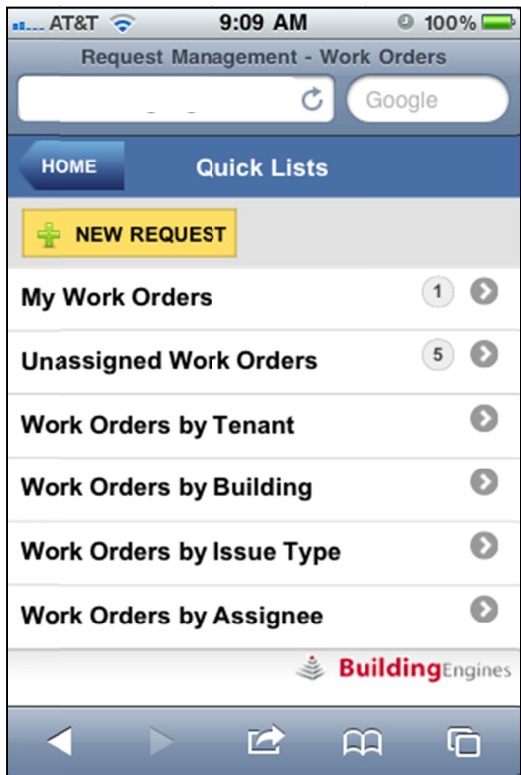 AT&T 9:09 AM 100%
Request Management - Work Orders
Google
HOME Quick Lists
NEW REQUEST
My Work Orders 1
Unassigned Work Orders 5
Work Orders by Tenant
Work Orders by Building
Work Orders by Issue Type
Work Orders by Assignee
BuildingEngines